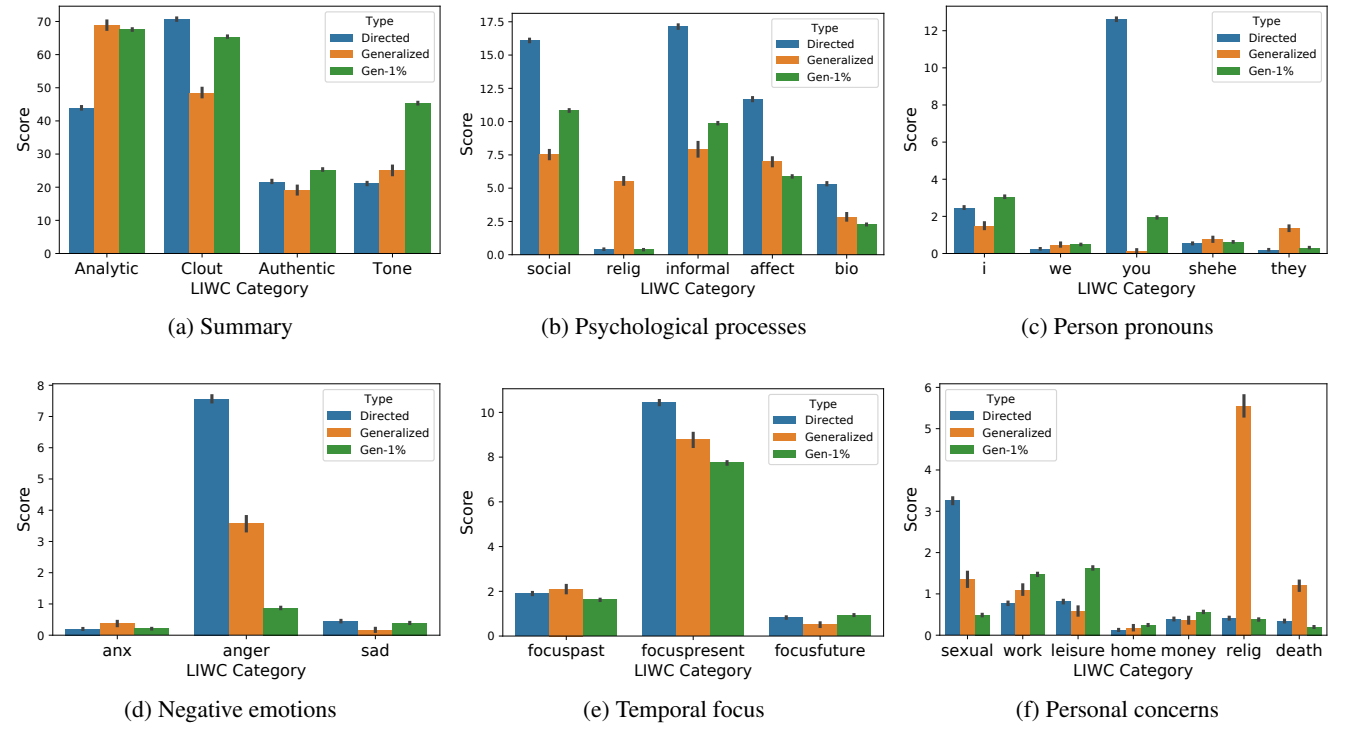 70
60
50
40
30
20
10
0
Score
Analytic Clout Authentic Tone
LIWC Category
Type
Directed
Generalized
Gen-1%
(a) Summary
17.5
15.0
12.5
10.0
7.5
5.0
2.5
0.0
Score
social relig informal affect bio
LIWC Category
Type
Directed
Generalized
Gen-1%
(b) Psychological processes
12
10
8
6
4
2
0
Score
i we you shehe they
LIWC Category
Type
Directed
Generalized
Gen-1%
(c) Person pronouns
8
7
6
5
4
3
2
1
0
Score
anx anger sad
LIWC Category
Type
Directed
Generalized
Gen-1%
(d) Negative emotions
10
8
6
4
2
0
Score
focuspast focuspresent focusfuture
LIWC Category
Type
Directed
Generalized
Gen-1%
(e) Temporal focus
6
5
4
3
2
1
0
Score
sexual work leisure home money relig death
LIWC Category
Type
Directed
Generalized
Gen-1%
(f) Personal concerns